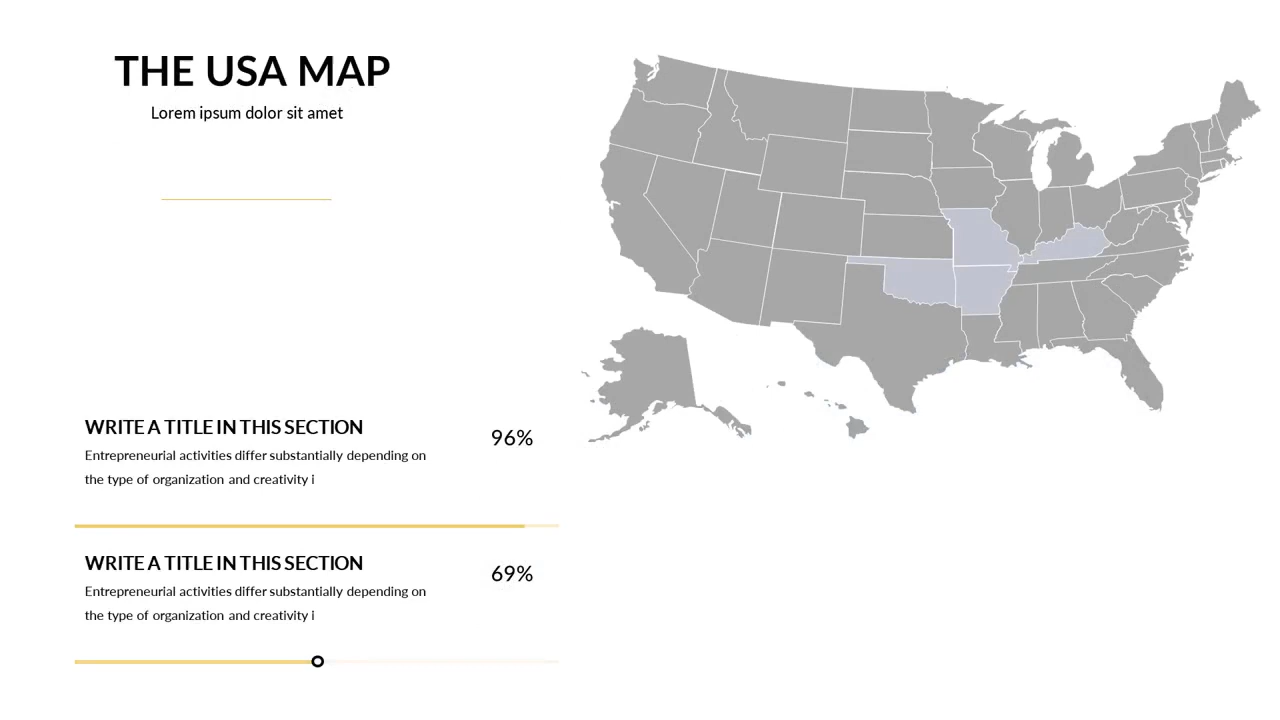 THE USA MAP
Lorem ipsum dolor sit amet
WRITE A TITLE IN THIS SECTION
96%
Entrepreneurial activities differ substantially depending on
the type of organization and creativity i
WRITE A TITLE IN THIS SECTION
69%
Entrepreneurial activities differ substantially depending on
the type of organization and creativity i